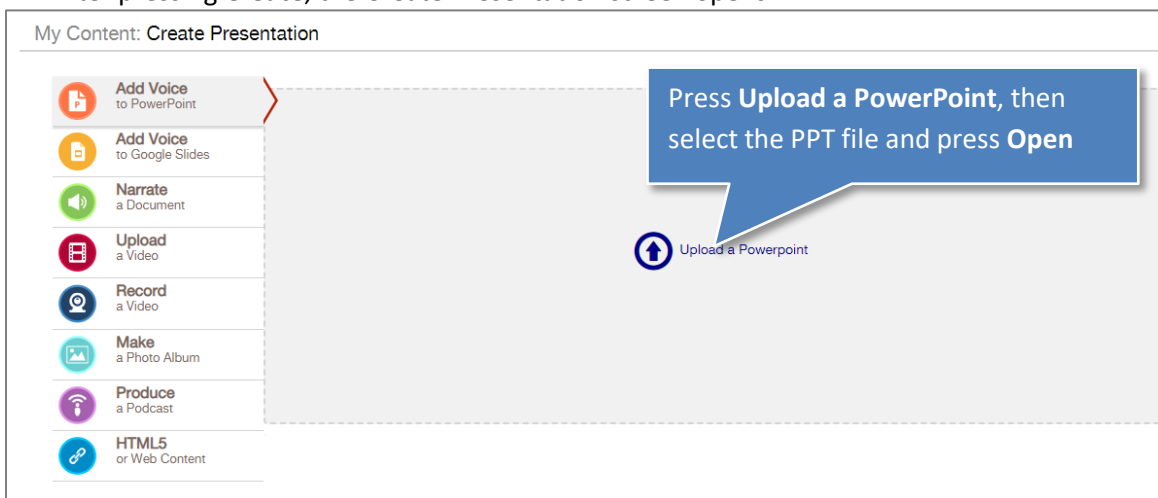 My Content: Create Presentation
Add Voice
to PowerPoint
Add Voice
to Google Slides
Narrate
a Document
Upload
a Video
Record
a Video
Make
a Photo Album
Produce
a Podcast
HTML5
or Web Content
Press Upload a PowerPoint, then
select the PPT file and press Open
Upload a Powerpoint